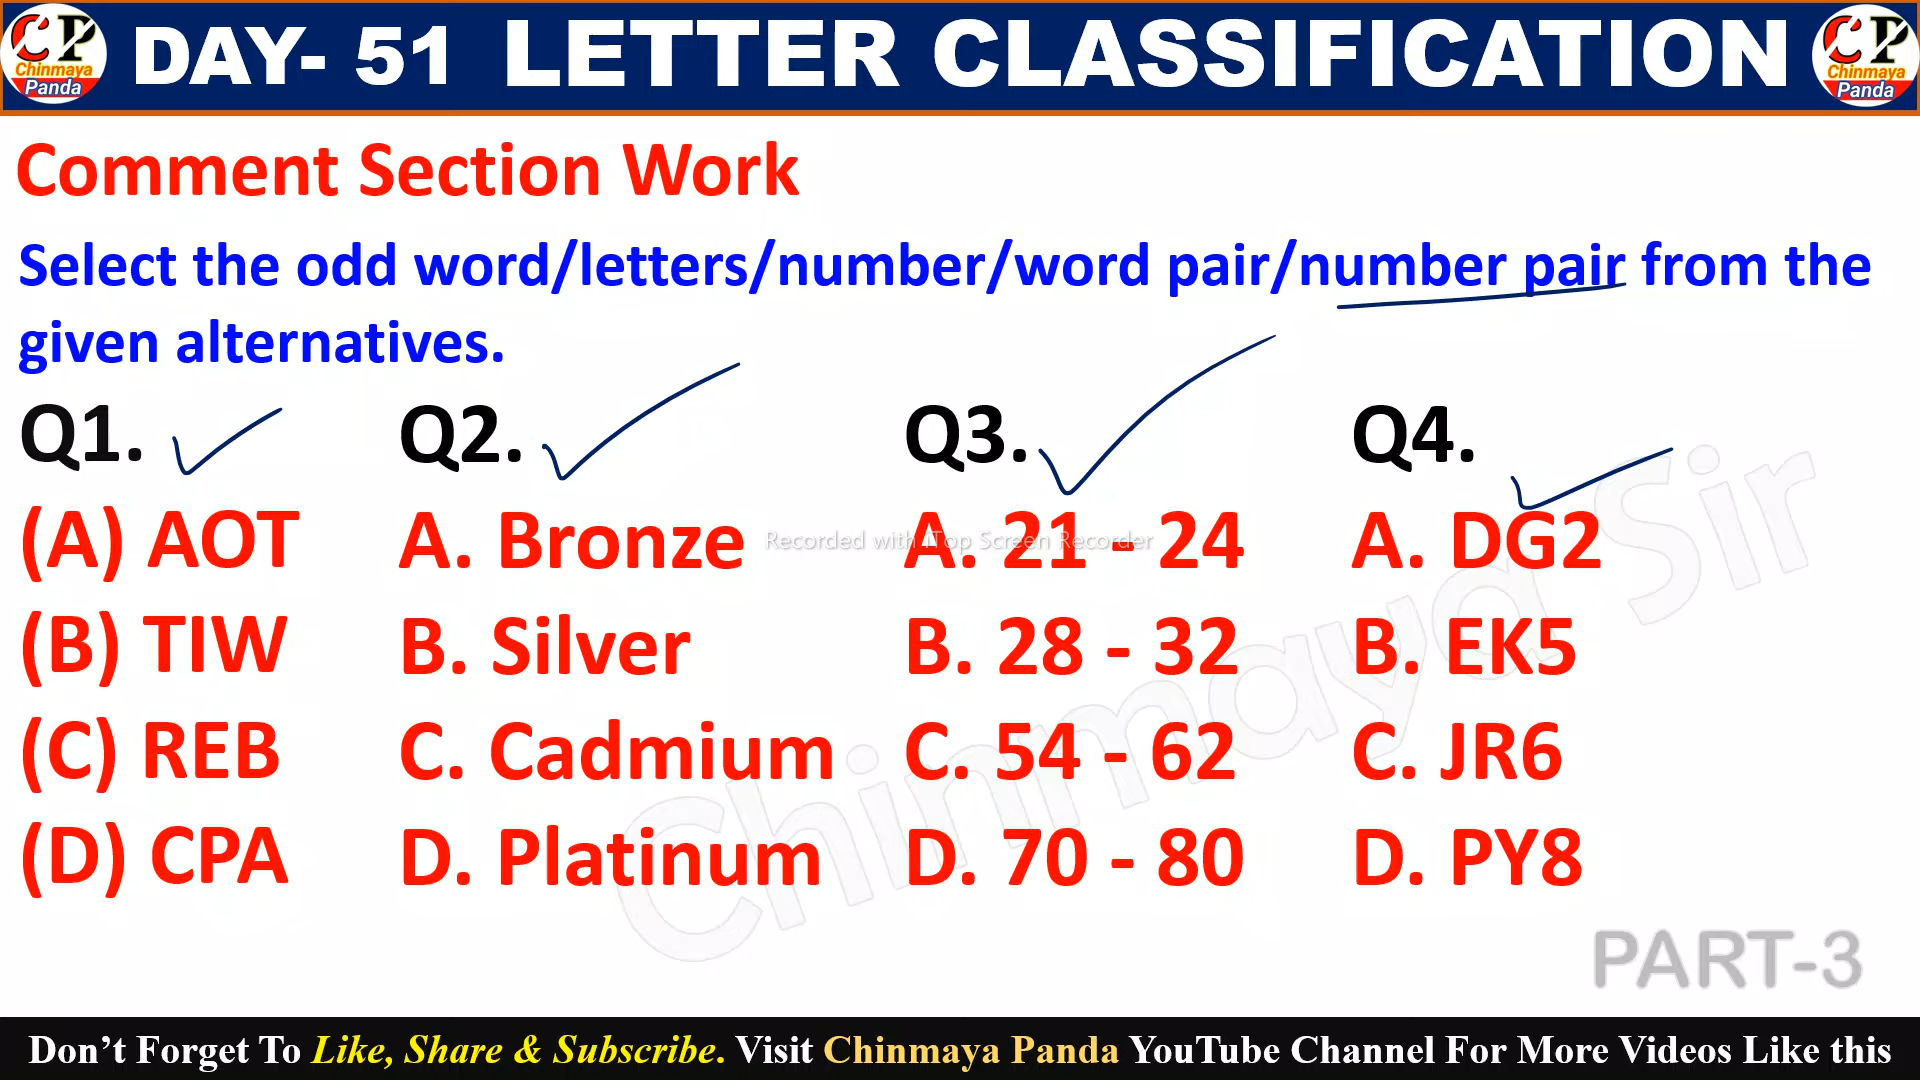 CP Chinmaya Panda DAY- 51 LETTER CLASSIFICATION CP Chinmaya Panda
Comment Section Work
Select the odd word/letters/number/word pair/number pair from the
given alternatives.
Q1. Q2. Q3. Q4.
(A) AOT A. Bronze A. 21 - 24 A. DG2
Recorded with iTop Screen Recorder
(B) TIW B. Silver B. 28 - 32 B. EK5
(C) REB C. Cadmium C. 54 - 62 C. JR6
(D) CPA D. Platinum D. 70 - 80 D. PY8
Chinmaya Sir
PART-3
Don't Forget To Like, Share & Subscribe. Visit Chinmaya Panda YouTube Channel For More Videos Like this